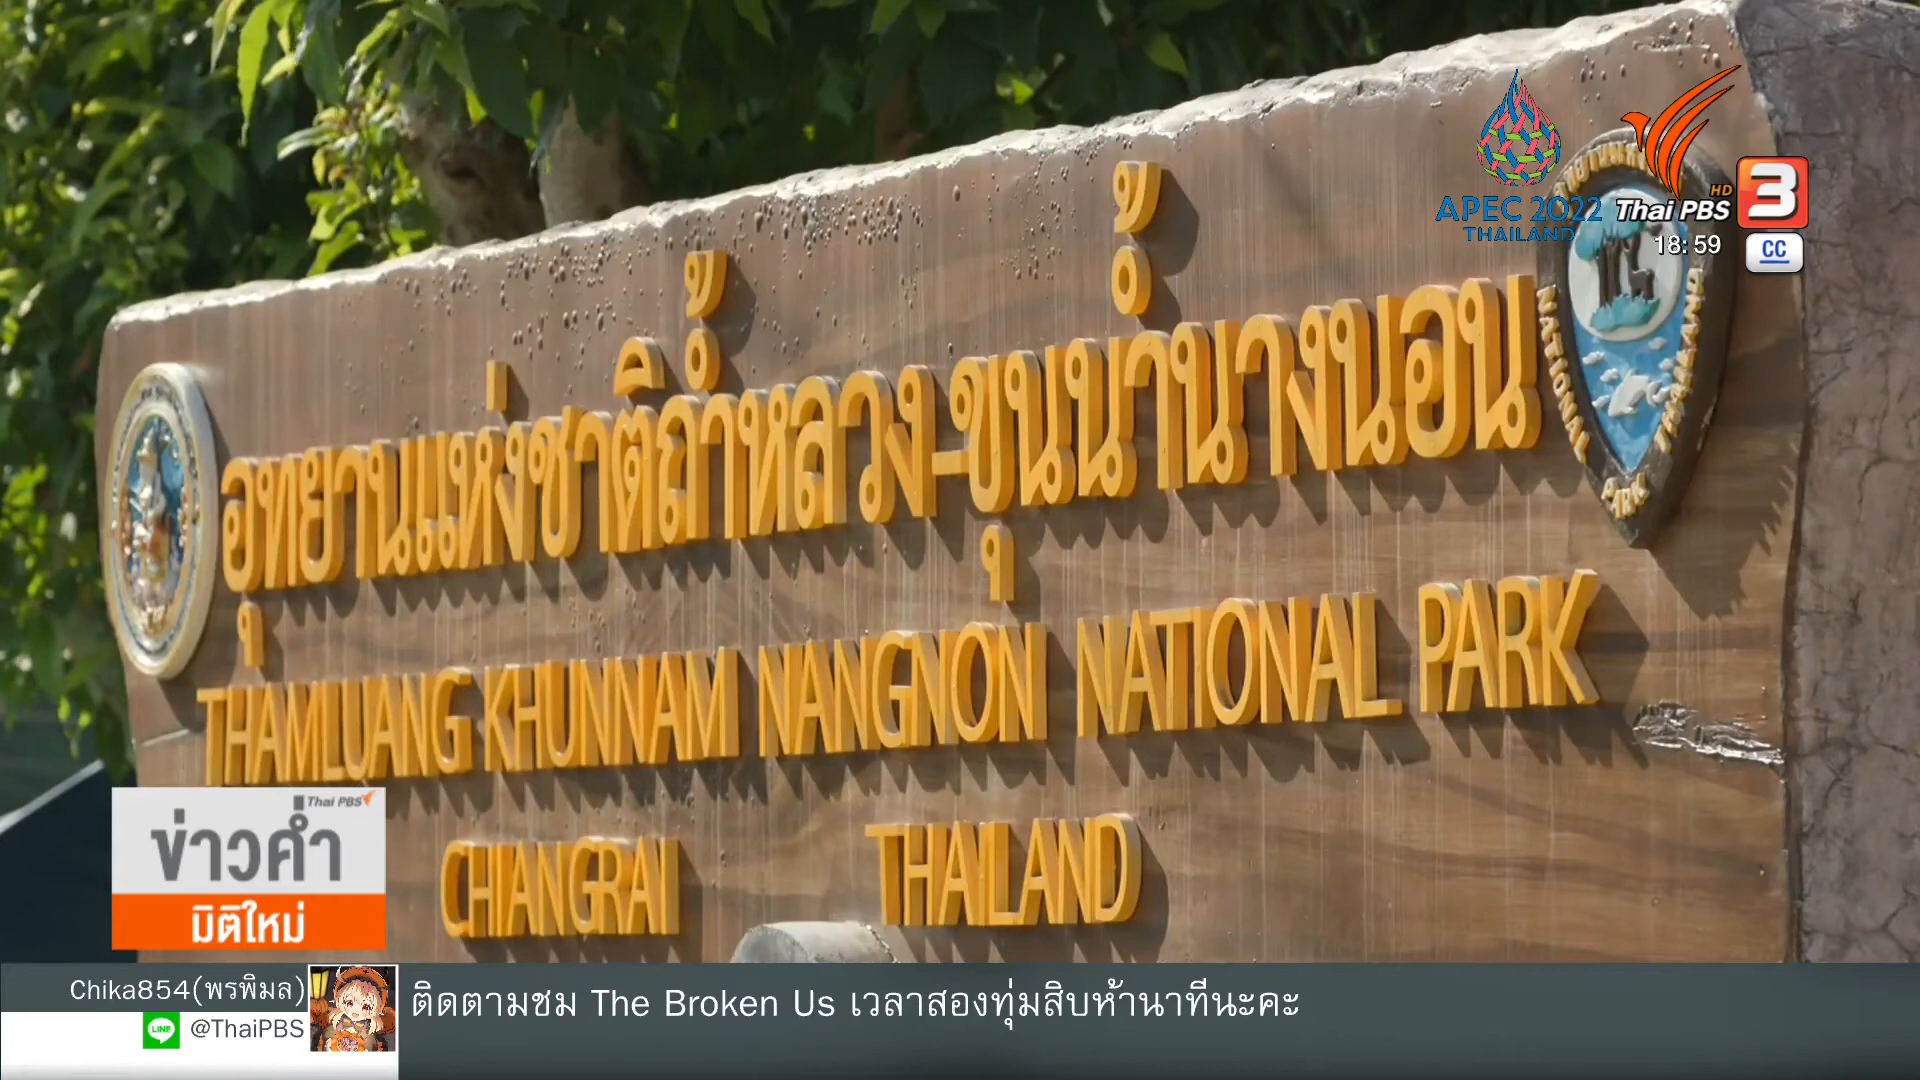 APEC 2022
THAILAND
Thai PBS
HD
3
18:59
CC
อุทยานแห่งชาติถ้ำหลวง-ขุนน้ำนางนอน
NATIONAL PARK THAILAND
THAMLUANG KHUNNAM NANGNON NATIONAL PARK
CHIANGRAI THAILAND
Thai PBS
ข่าวค่ำ
มิติใหม่
Chika854(พรพิมล)
LINE @ThaiPBS
ติดตามชม The Broken Us เวลาสองทุ่มสิบห้านาทีนะคะ